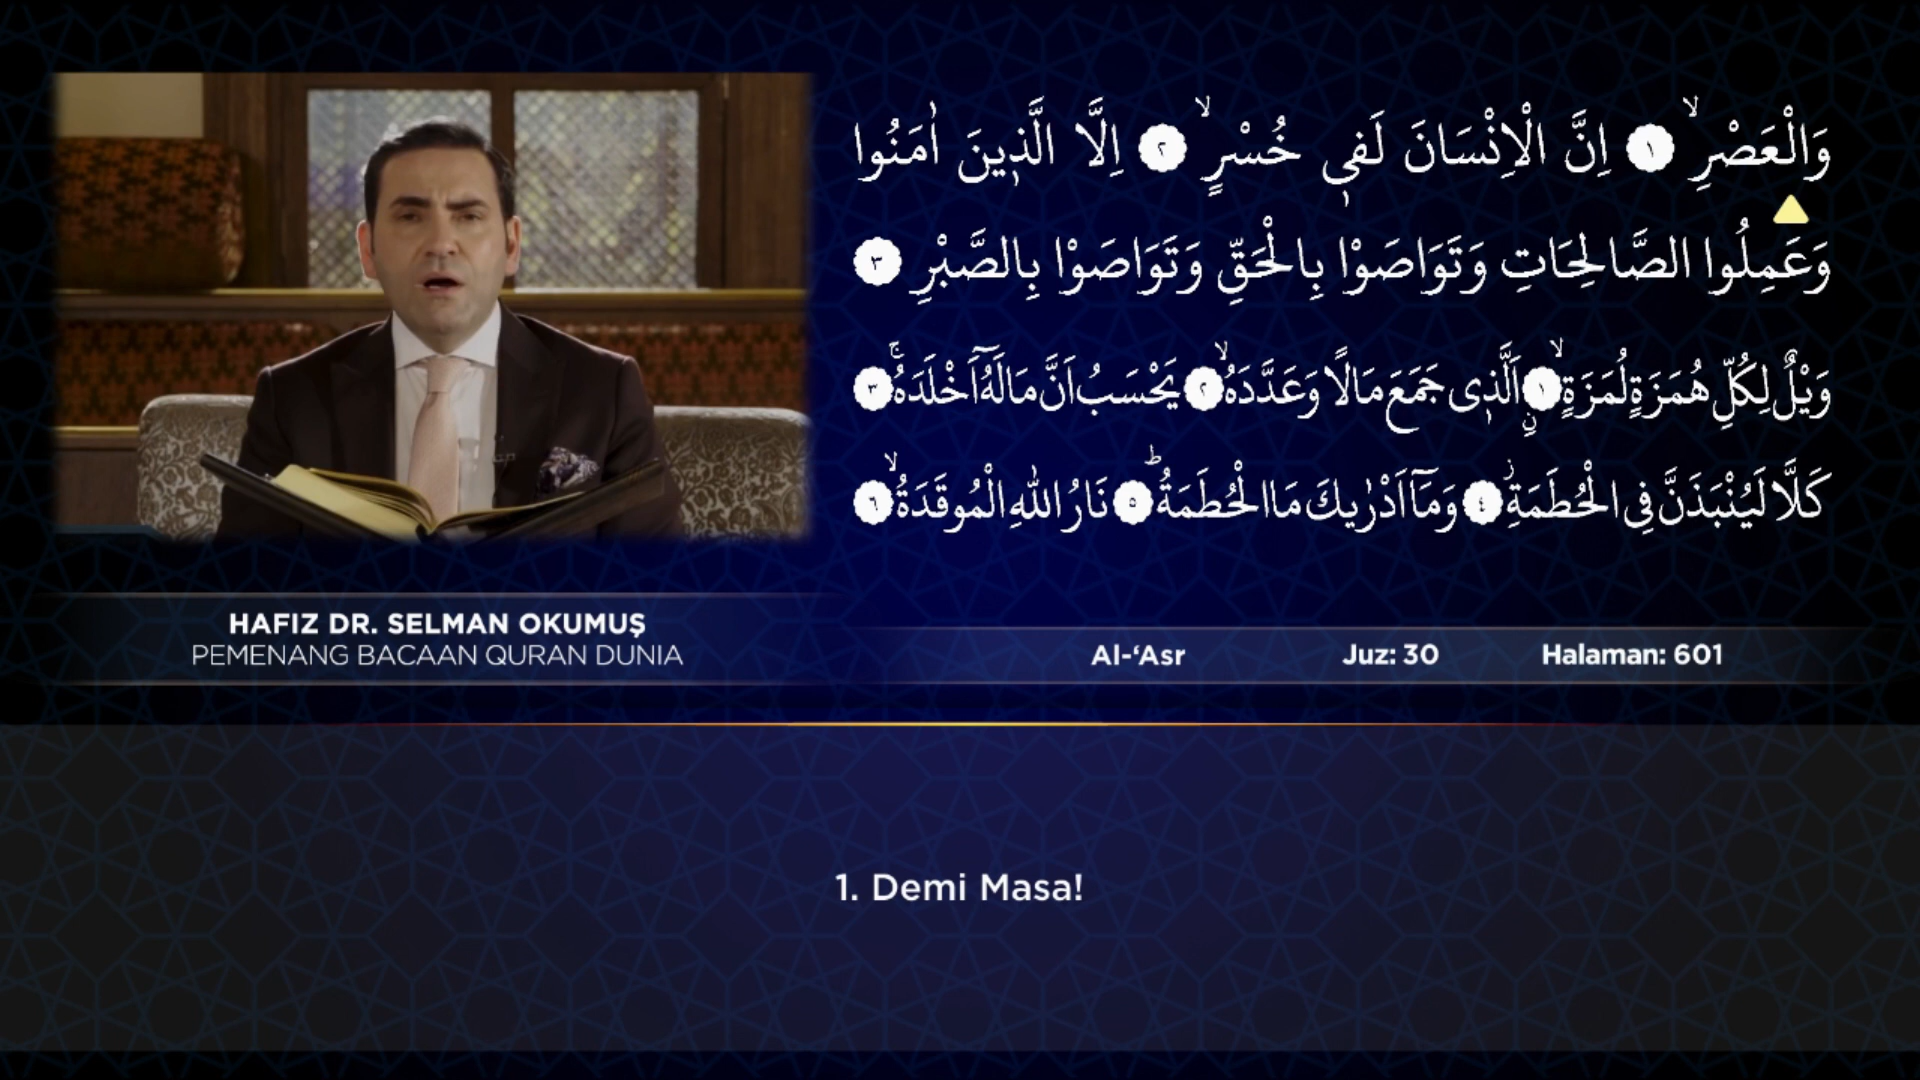 وَالْعَصْرِۙ ١ اِنَّ الْاِنْسَانَ لَف۪ي خُسْرٍۙ ٢ اِلَّا الَّذ۪ينَ اٰمَنُوا
وَعَمِلُوا الصَّالِحَاتِ وَتَوَاصَوْا بِالْحَقِّ وَتَوَاصَوْا بِالصَّبْرِ ٣
وَيْلٌ لِكُلِّ هُمَزَةٍ لُمَزَةٍۙ ١ اَلَّذ۪ى جَمَعَ مَالًا وَعَدَّدَهُۙ ٢ يَحْسَبُ اَنَّ مَالَهُٓ اَخْلَدَهُۚ ٣
كَلَّا لَيُنْبَذَنَّ فِى الْحُطَمَةِۘ ٤ وَمَٓا اَدْرٰيكَ مَا الْحُطَمَةُۜ ٥ نَارُ اللّٰهِ الْمُوقَدَةُۙ ٦
HAFIZ DR. SELMAN OKUMUŞ
PEMENANG BACAAN QURAN DUNIA
Al-‘Asr Juz: 30 Halaman: 601
1. Demi Masa!